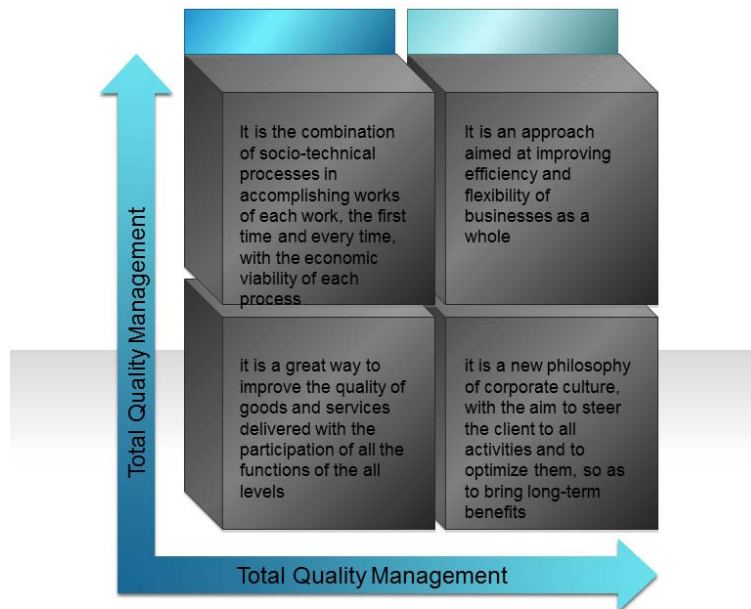 It is the combination
of socio-technical
processes in
accomplishing works
of each work, the first
time and every time,
with the economic
viability of each
process
It is an approach
aimed at improving
efficiency and
flexibility of
businesses as a
whole
it is a great way to
improve the quality of
goods and services
delivered with the
participation of all the
functions of the all
levels
it is a new philosophy
of corporate culture,
with the aim to steer
the client to all
activities and to
optimize them, so as
to bring long-term
benefits
Total Quality Management
Total Quality Management